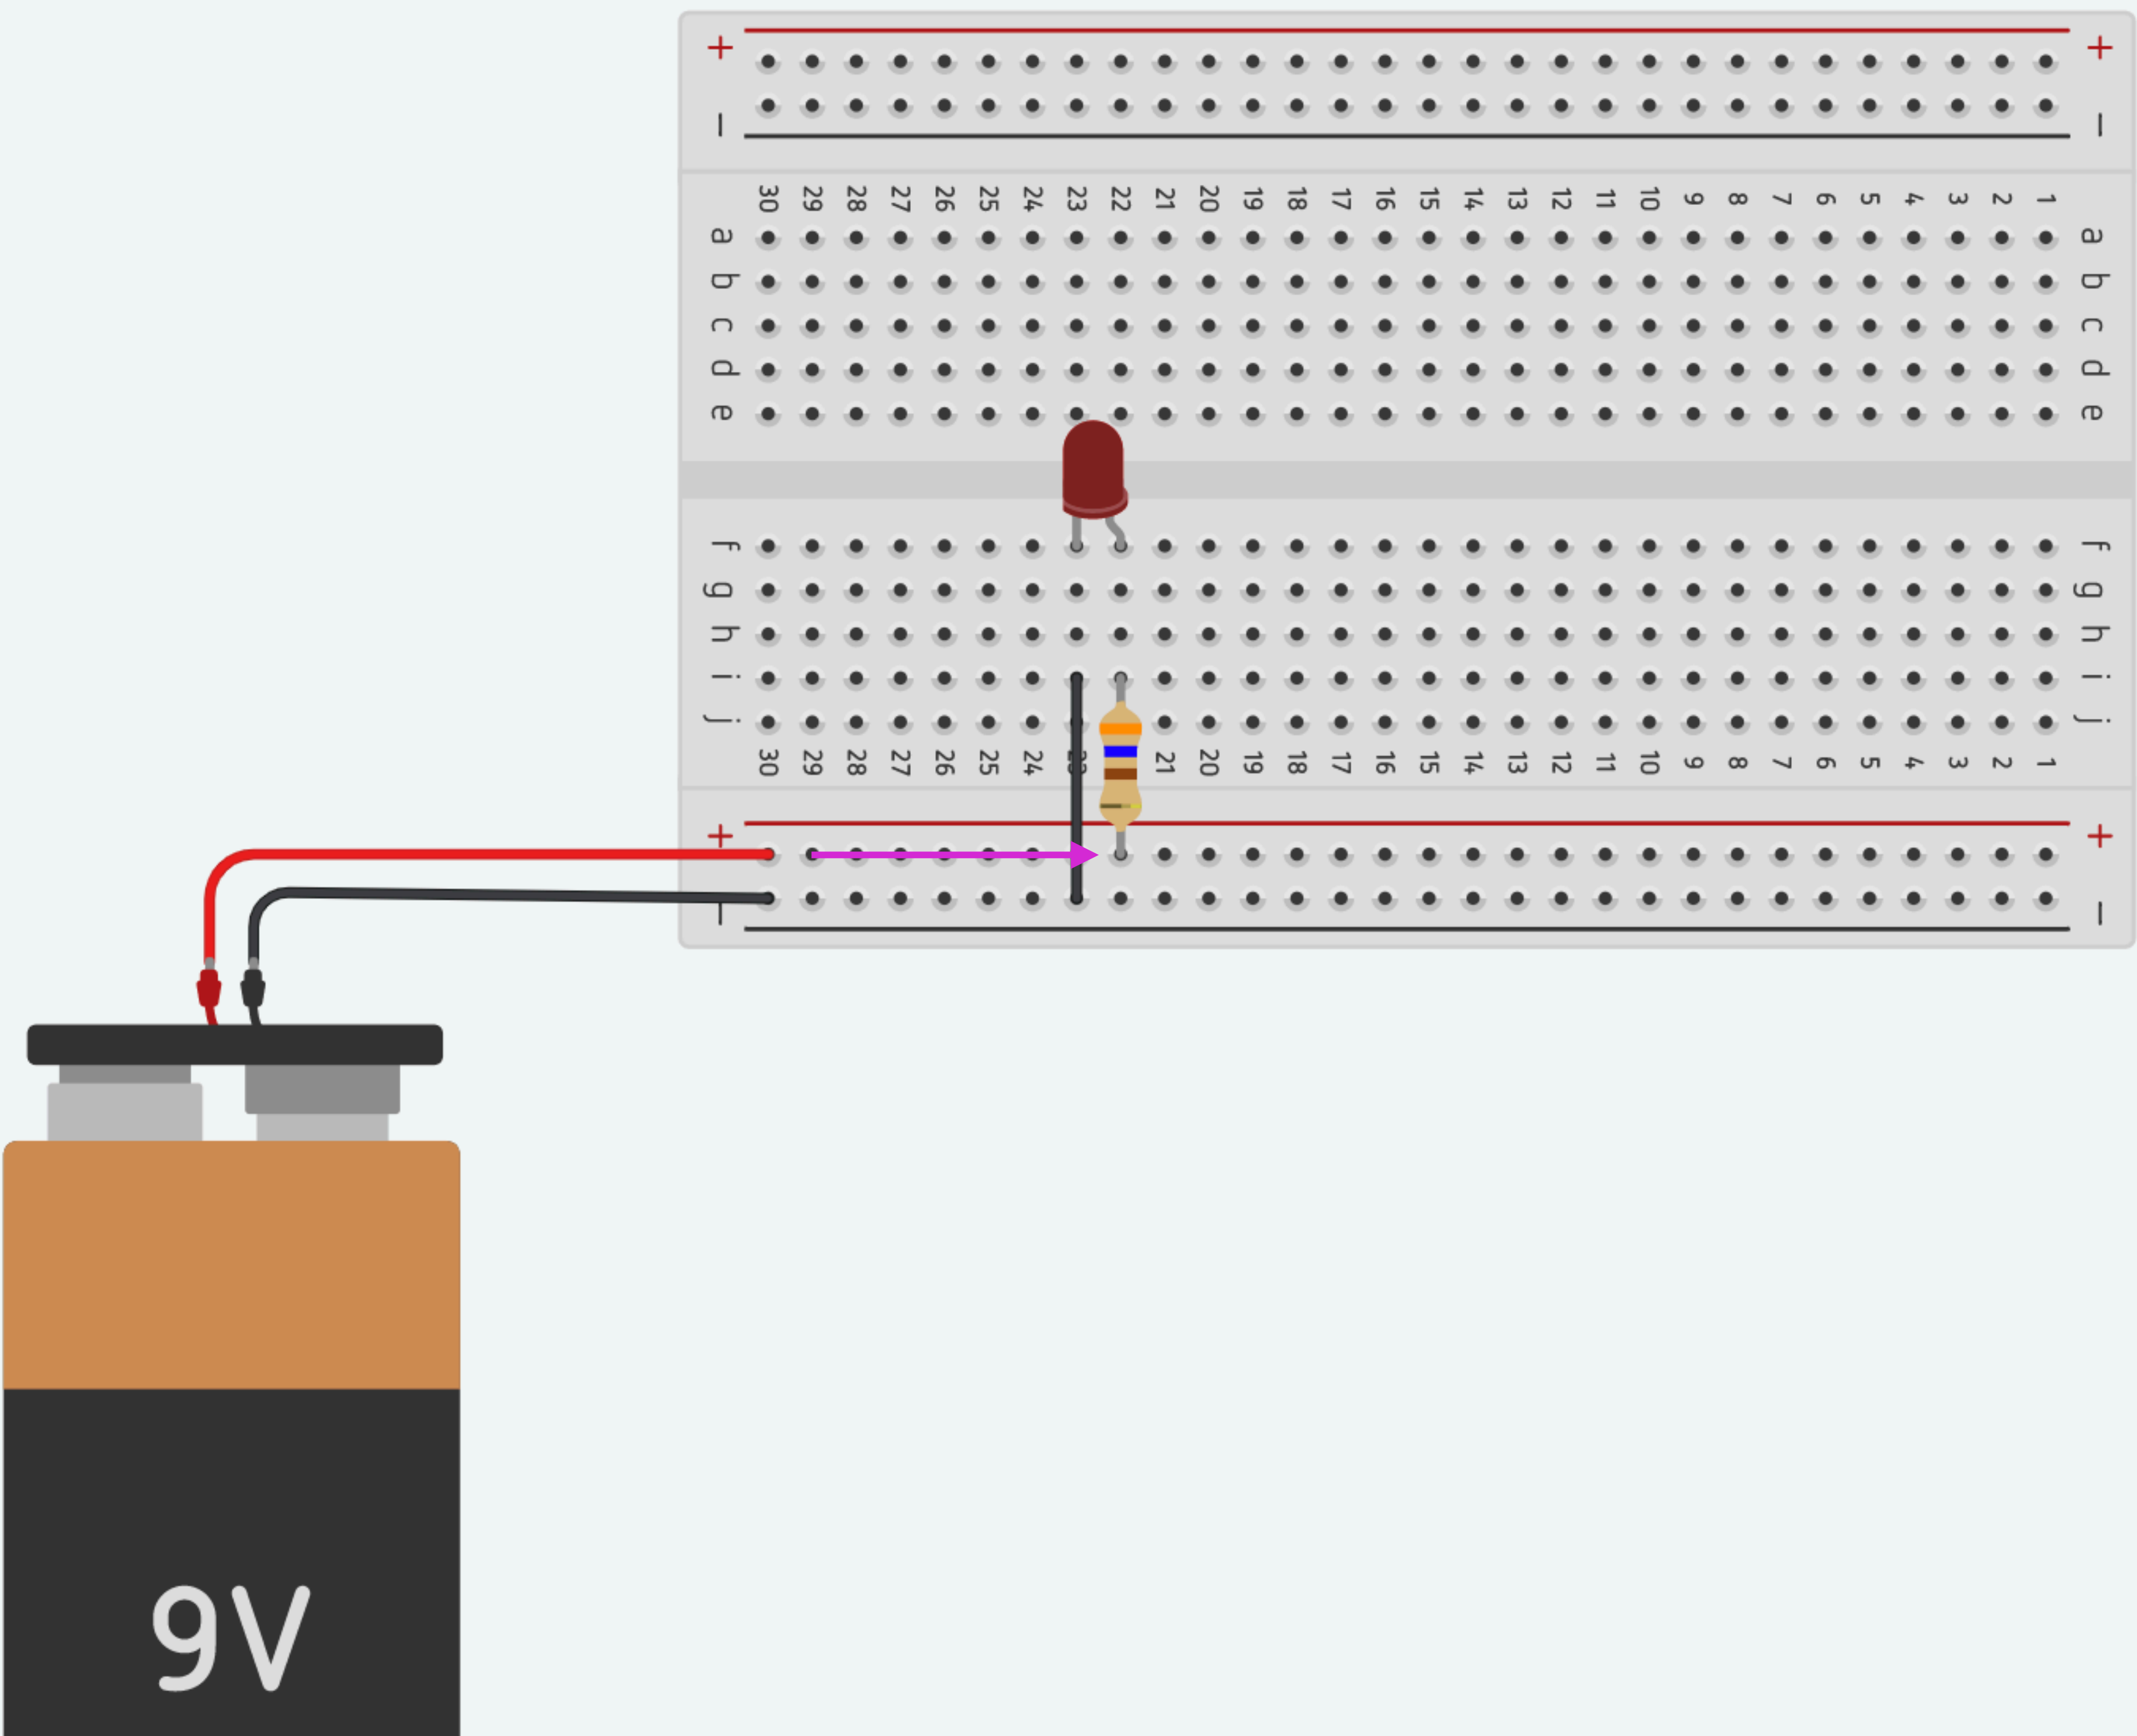 + +
– –
30 29 28 27 26 25 24 23 22 21 20 19 18 17 16 15 14 13 12 11 10 9 8 7 6 5 4 3 2 1
a a
b b
c c
d d
e e
f f
g g
h h
i i
j j
30 29 28 27 26 25 24 23 21 20 19 18 17 16 15 14 13 12 11 10 9 8 7 6 5 4 3 2 1
+ +
– –
9V